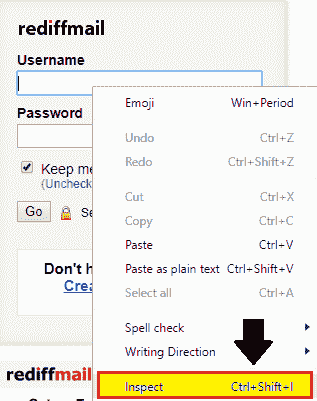 rediffmail
Username
Password
Keep me
(Uncheck
Go Se
Don't h
Crea
rediffmail
Emoji Win+Period
Undo Ctrl+Z
Redo Ctrl+Shift+Z
Cut Ctrl+X
Copy Ctrl+C
Paste Ctrl+V
Paste as plain text Ctrl+Shift+V
Select all Ctrl+A
Spell check
Writing Direction
Inspect Ctrl+Shift+I